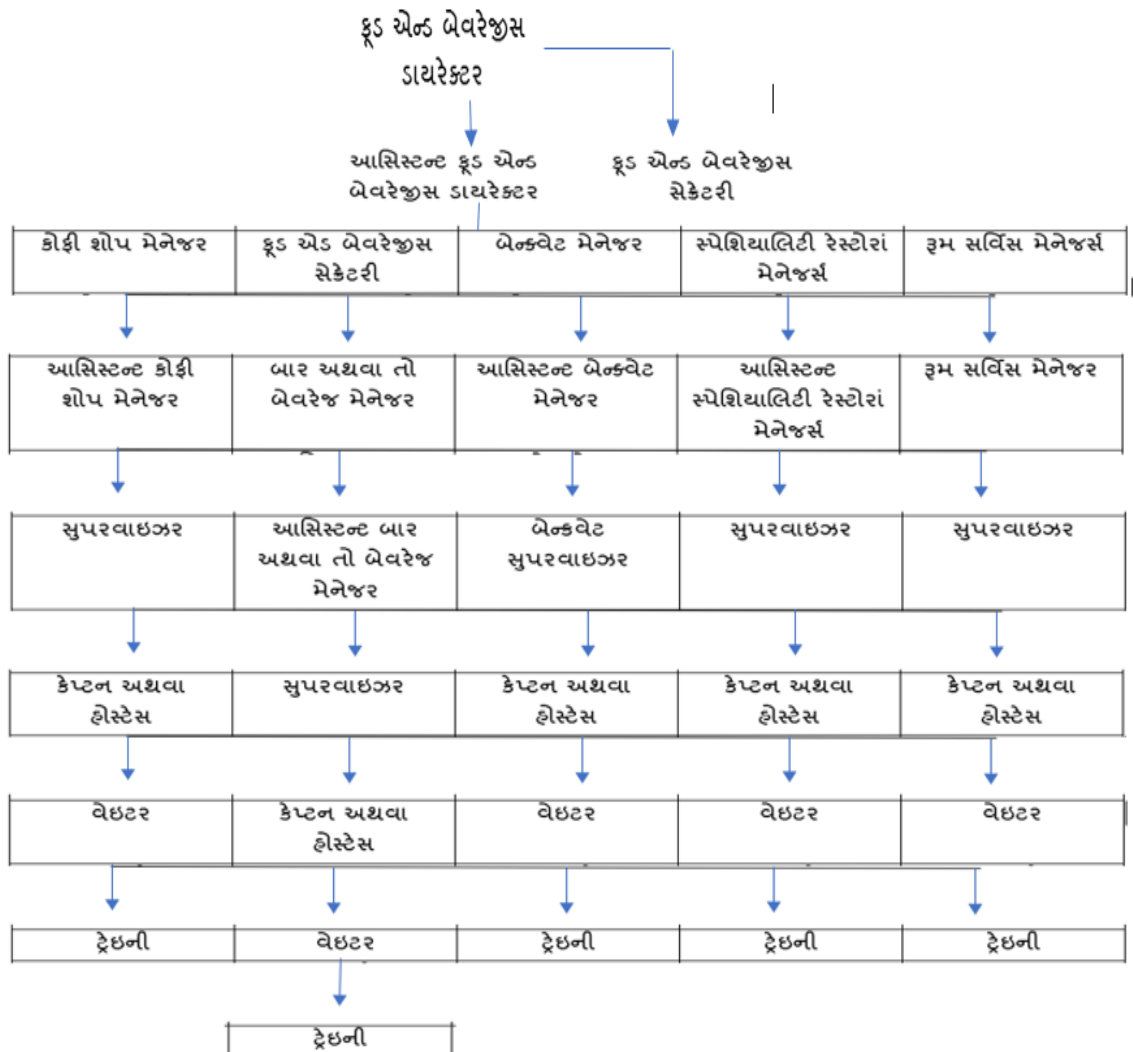 ફૂડ એન્ડ બેવરેજીસ
ડાયરેક્ટર
આસિસ્ટન્ટ ફૂડ એન્ડ
બેવરેજીસ ડાયરેક્ટર
ફૂડ એન્ડ બેવરેજીસ
સેક્રેટરી
કોફી શોપ મેનેજર
ફૂડ એડ બેવરેજીસ
સેક્રેટરી
બેન્ક્વેટ મેનેજર
સ્પેશિયાલિટી રેસ્ટોરાં
મેનેજર્સ
રૂમ સર્વિસ મેનેજર્સ
આસિસ્ટન્ટ કોફી
શોપ મેનેજર
બાર અથવા તો
બેવરેજ મેનેજર
આસિસ્ટન્ટ બેન્ક્વેટ
મેનેજર
આસિસ્ટન્ટ
સ્પેશિયાલિટી રેસ્ટોરાં
મેનેજર્સ
રૂમ સર્વિસ મેનેજર
સુપરવાઇઝર
આસિસ્ટન્ટ બાર
અથવા તો બેવરેજ
મેનેજર
બેન્કવેટ
સુપરવાઇઝર
સુપરવાઇઝર
સુપરવાઇઝર
કેપ્ટન અથવા
હોસ્ટેસ
સુપરવાઇઝર
કેપ્ટન અથવા
હોસ્ટેસ
કેપ્ટન અથવા
હોસ્ટેસ
કેપ્ટન અથવા
હોસ્ટેસ
વેઇટર
કેપ્ટન અથવા
હોસ્ટેસ
વેઇટર
વેઇટર
વેઇટર
ટ્રેઇની
વેઇટર
ટ્રેઇની
ટ્રેઇની
ટ્રેઇની
ટ્રેઇની